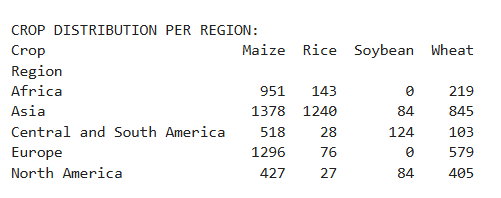 CROP DISTRIBUTION PER REGION:
Crop                       Maize  Rice  Soybean  Wheat
Region
Africa                       951   143        0    219
Asia                        1378  1240       84    845
Central and South America    518    28      124    103
Europe                      1296    76        0    579
North America                427    27       84    405